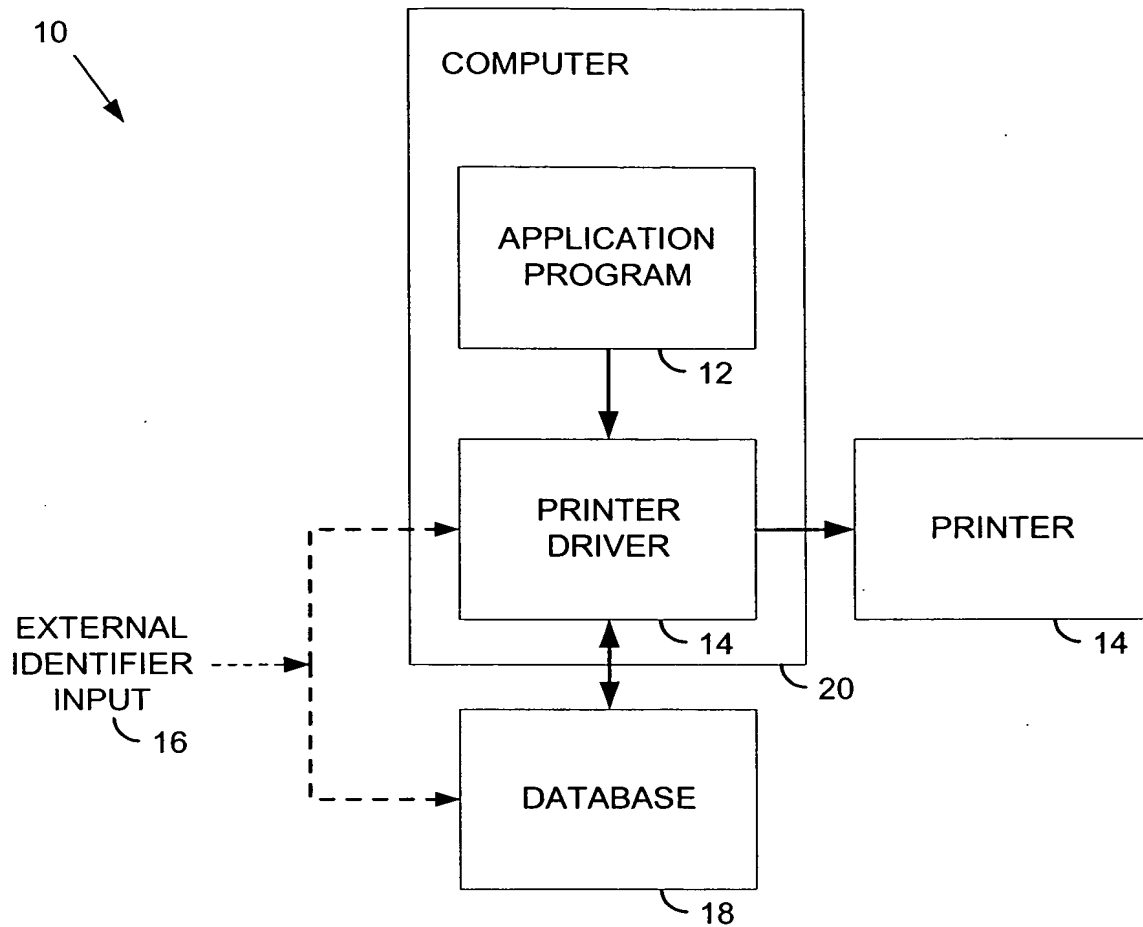 10
COMPUTER
APPLICATION
PROGRAM
12
PRINTER
DRIVER
14
PRINTER
14
EXTERNAL
IDENTIFIER
INPUT
16
20
DATABASE
18